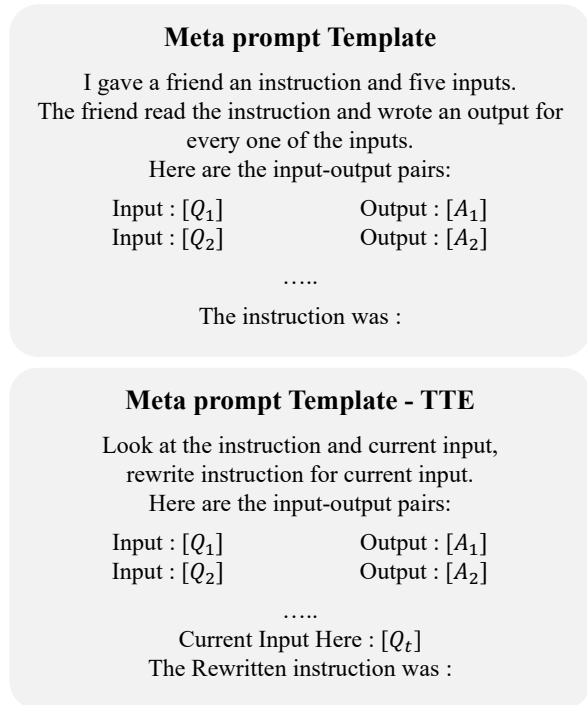 Meta prompt Template
I gave a friend an instruction and five inputs.
The friend read the instruction and wrote an output for
every one of the inputs.
Here are the input-output pairs:
Input : [Q₁] Output : [A₁]
Input : [Q₂] Output : [A₂]
…..
The instruction was :
Meta prompt Template - TTE
Look at the instruction and current input,
rewrite instruction for current input.
Here are the input-output pairs:
Input : [Q₁] Output : [A₁]
Input : [Q₂] Output : [A₂]
…..
Current Input Here : [Qₜ]
The Rewritten instruction was :